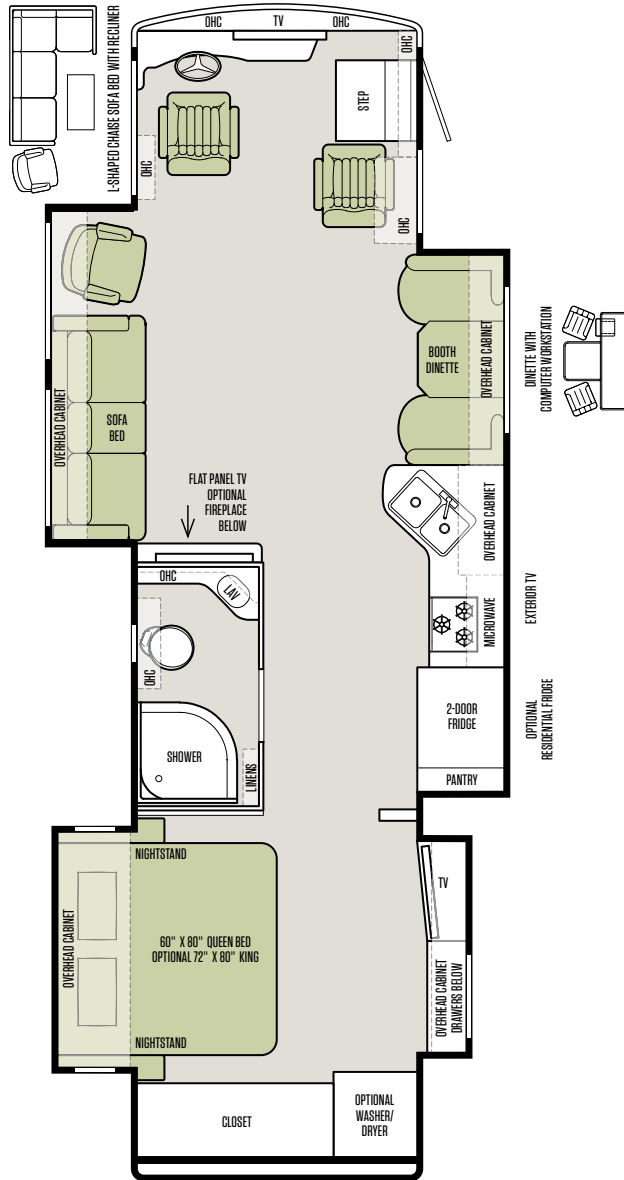 OHC
TV
OHC
OHC
L-SHAPED CHAISE SOFA BED WITH RECLINER
STEP
OHC
OHC
OVERHEAD CABINET
SOFA
BED
BOOTH
DINETTE
OVERHEAD CABINET
DINETTE WITH
COMPUTER WORKSTATION
FLAT PANEL TV
OPTIONAL
FIREPLACE
BELOW
OVERHEAD CABINET
OHC
LAV
MICROWAVE
EXTERIOR TV
OHC
2-DOOR
FRIDGE
OPTIONAL
RESIDENTIAL FRIDGE
SHOWER
LINENS
PANTRY
NIGHTSTAND
OVERHEAD CABINET
60" X 80" QUEEN BED
OPTIONAL 72" X 80" KING
NIGHTSTAND
TV
OVERHEAD CABINET
DRAWERS BELOW
CLOSET
OPTIONAL
WASHER/
DRYER